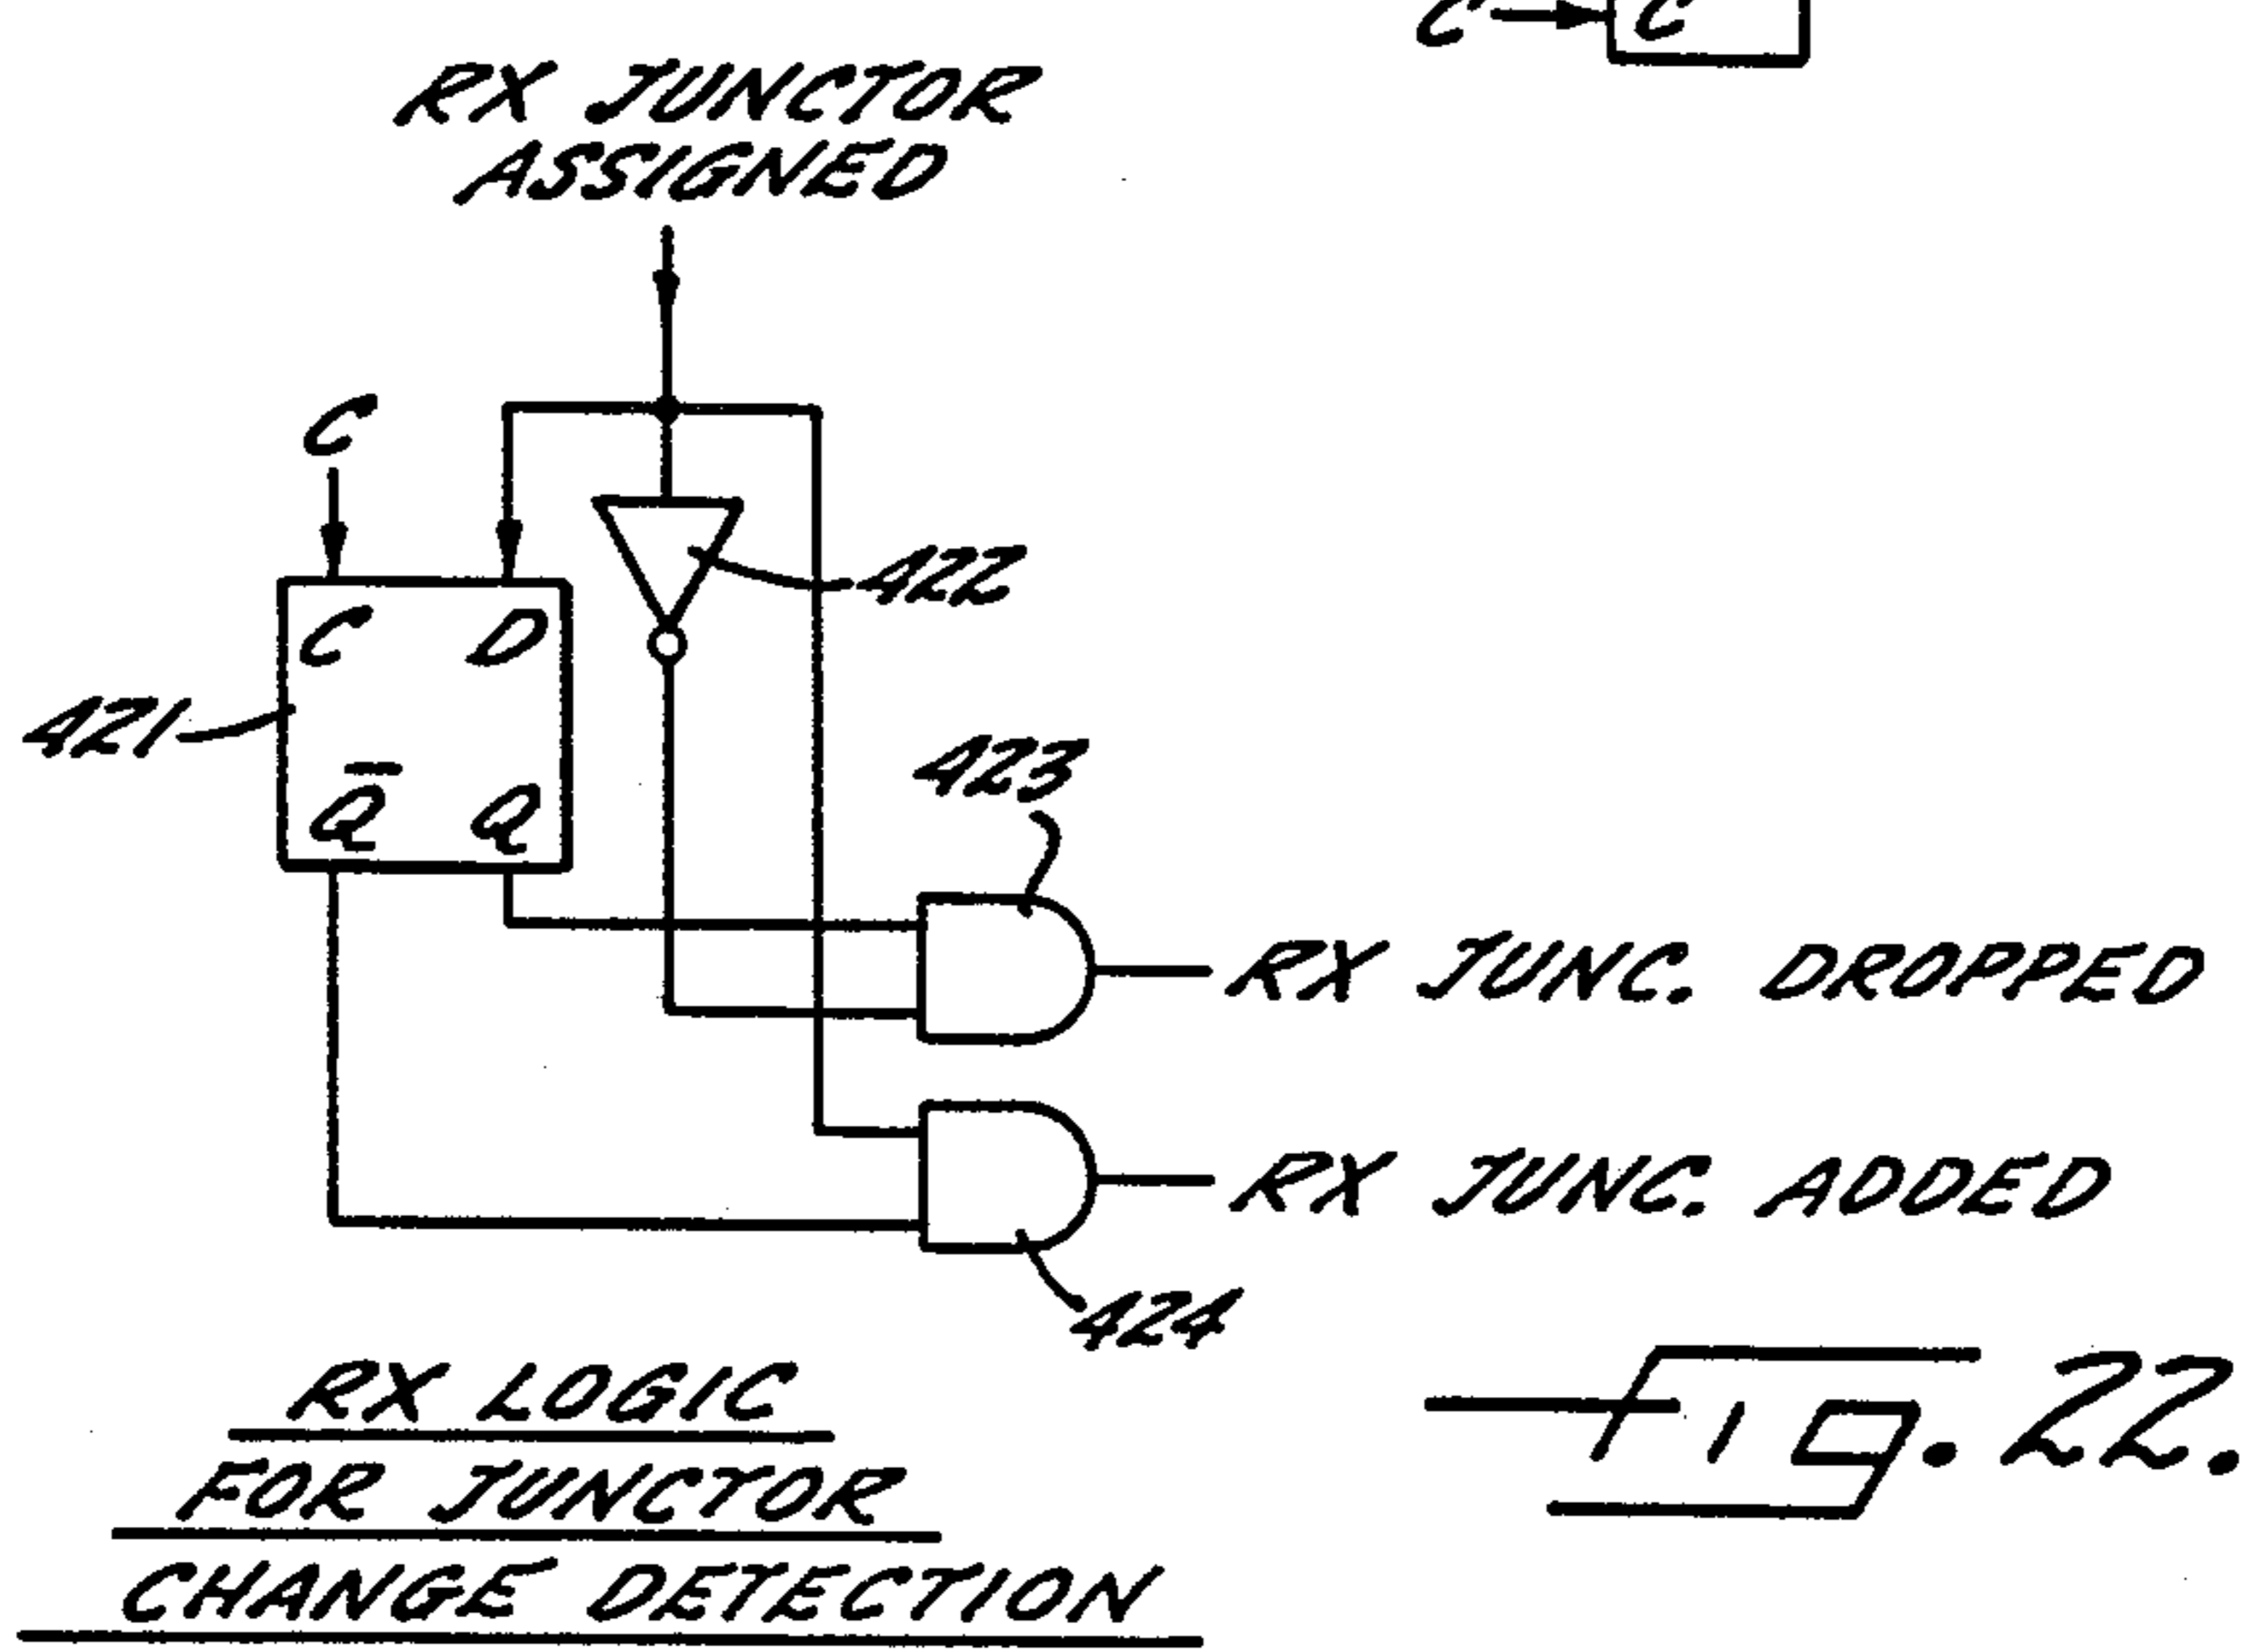 C C
RX JUNCTOR
ASSIGNED
C
422
C D
421
Q̅ Q
423
RX JUNC. DROPPED
RX JUNC. ADDED
424
RX LOGIC
FOR JUNCTOR
CHANGE DETECTION
Fig. 22.